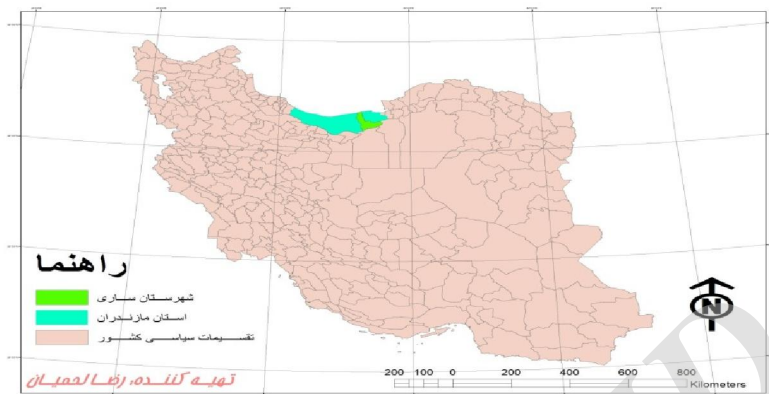 راهنما
شهرستان ساری
استان مازندران
تقسیمات سیاسی کشور
تهیه کننده، رضا لحمیان
N
200 100 0 200 400 600 800
Kilometers